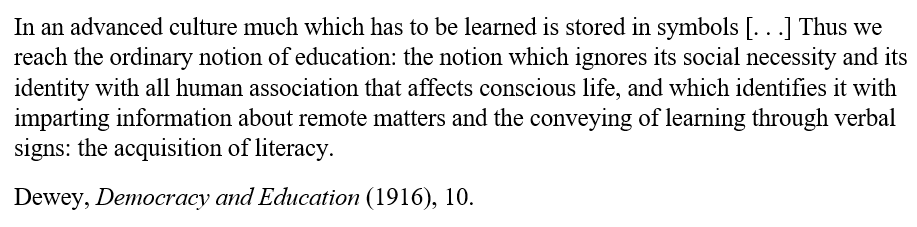 In an advanced culture much which has to be learned is stored in symbols [. . .] Thus we
reach the ordinary notion of education: the notion which ignores its social necessity and its
identity with all human association that affects conscious life, and which identifies it with
imparting information about remote matters and the conveying of learning through verbal
signs: the acquisition of literacy.
Dewey, Democracy and Education (1916), 10.